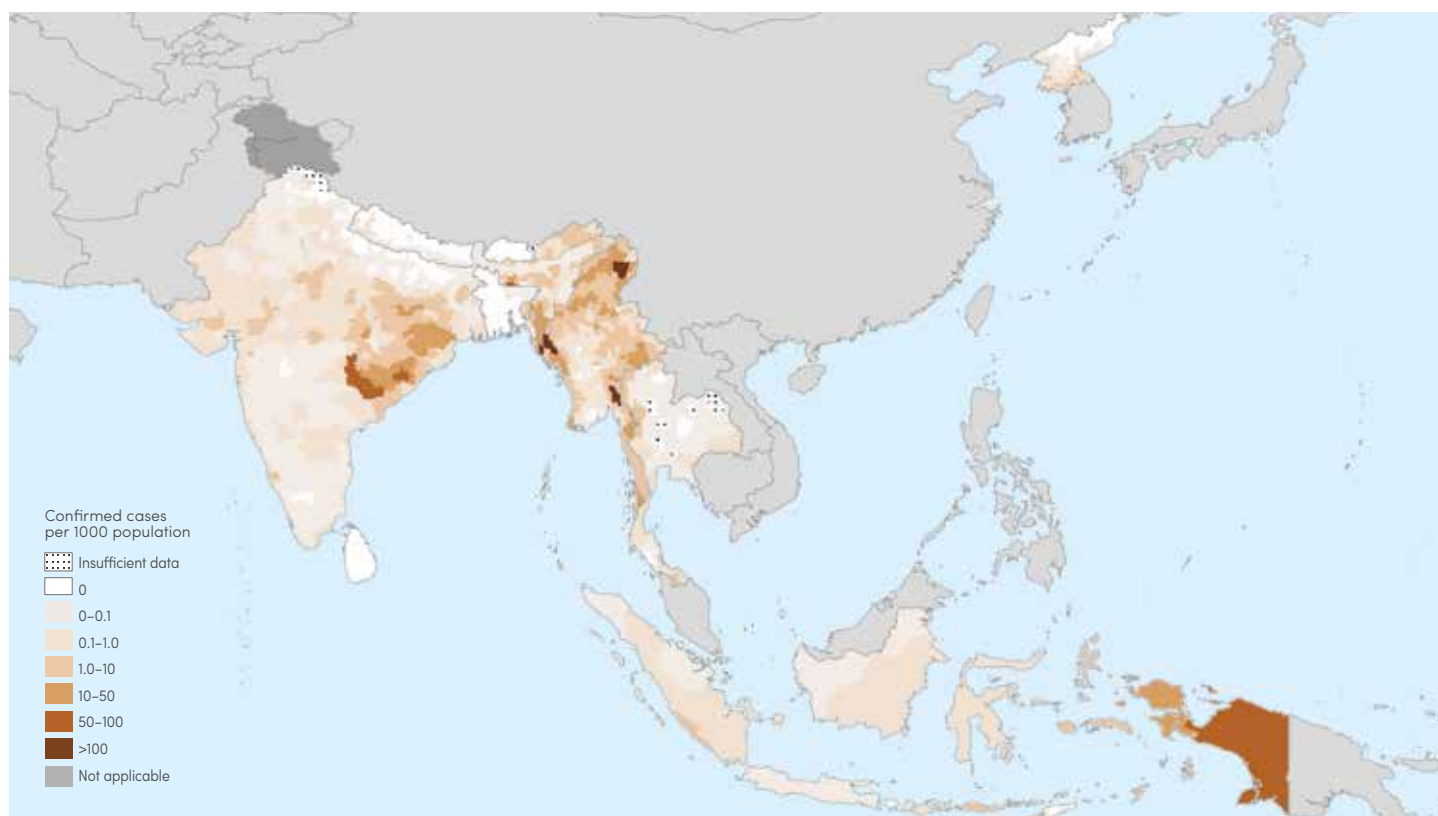 Confirmed cases
per 1000 population
Insufficient data
0
0–0.1
0.1–1.0
1.0–10
10–50
50–100
>100
Not applicable